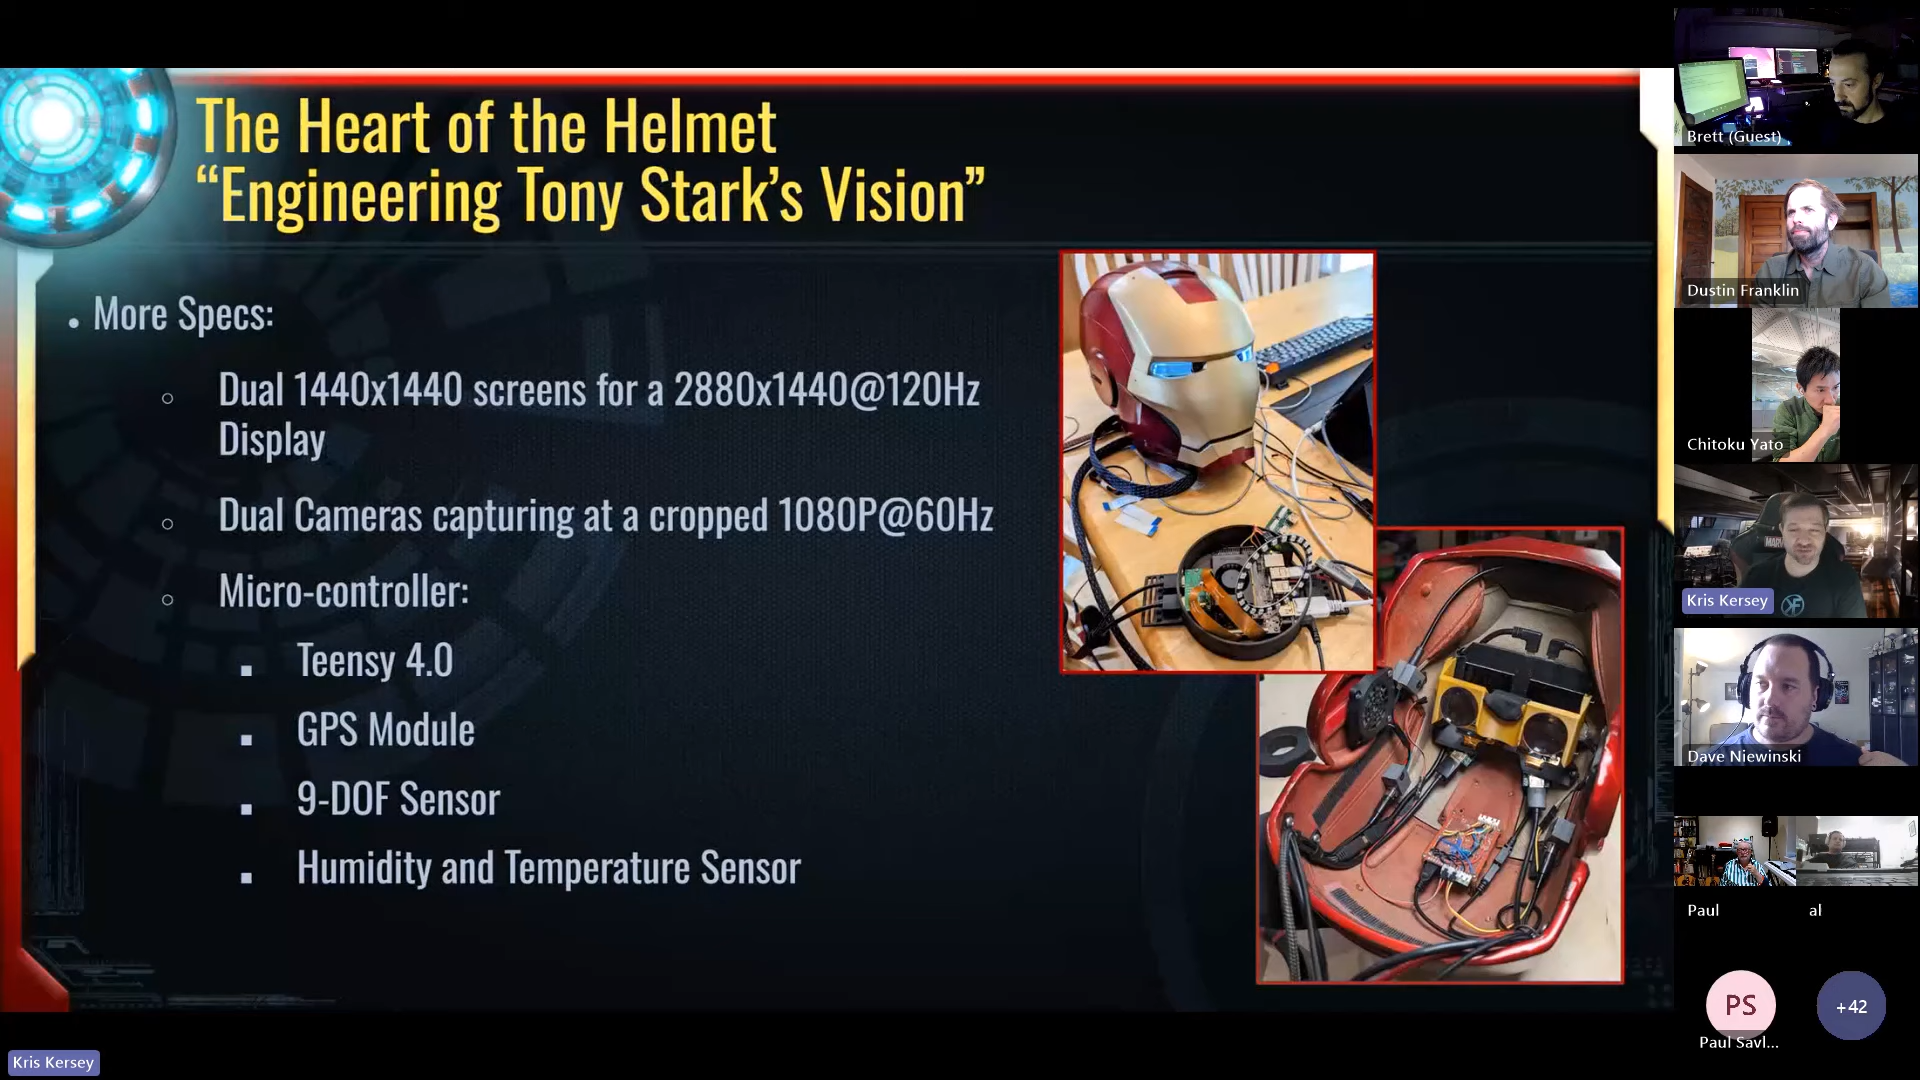 The Heart of the Helmet
“Engineering Tony Stark’s Vision”
More Specs:
Dual 1440x1440 screens for a 2880x1440@120Hz
Display
Dual Cameras capturing at a cropped 1080P@60Hz
Micro-controller:
Teensy 4.0
GPS Module
9-DOF Sensor
Humidity and Temperature Sensor
Brett (Guest)
Dustin Franklin
Chitoku Yato
Kris Kersey
Dave Niewinski
Paul
al
PS
+42
Paul Savl...
Kris Kersey